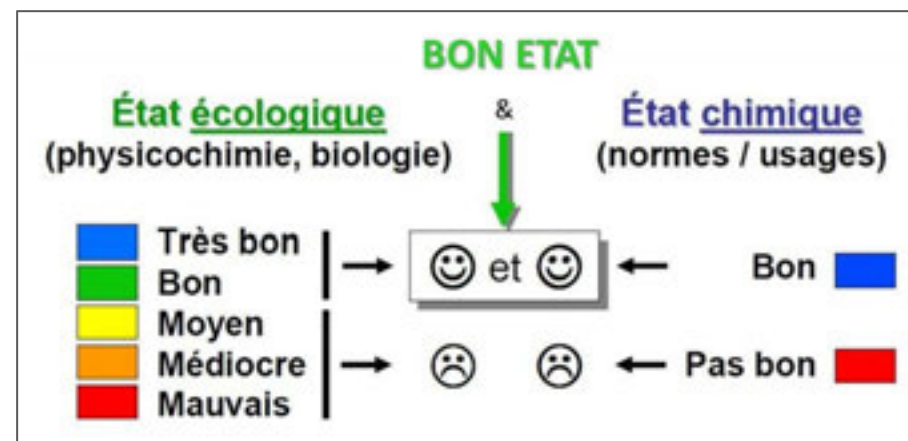 BON ETAT
État écologique
(physicochimie, biologie)
&
État chimique
(normes / usages)
Très bon
Bon
Moyen
Médiocre
Mauvais
et
Bon
Pas bon